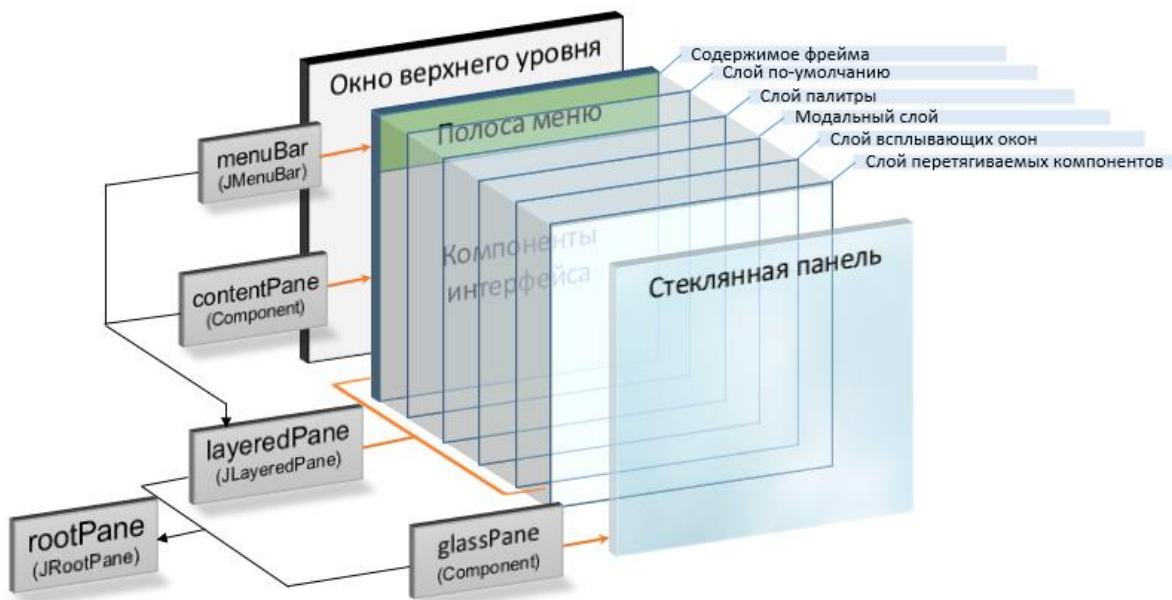 Окно верхнего уровня
Содержимое фрейма
Слой по-умолчанию
Слой палитры
Модальный слой
Слой всплывающих окон
Слой перетягиваемых компонентов
Полоса меню
menuBar
(JMenuBar)
Компоненты
интерфейса
Стеклянная панель
contentPane
(Component)
layeredPane
(JLayeredPane)
rootPane
(JRootPane)
glassPane
(Component)